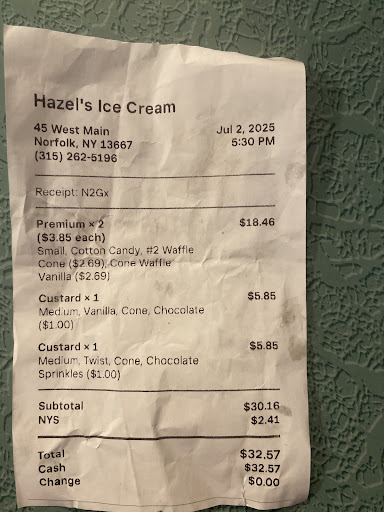 Hazel's Ice Cream
45 West Main Jul 2, 2025
Norfolk, NY 13667 5:30 PM
(315) 262-5196
Receipt: N2Gx
Premium × 2 $18.46
($3.85 each)
Small, Cotton Candy, #2 Waffle
Cone ($2.69), Cone Waffle
Vanilla ($2.69)
Custard × 1 $5.85
Medium, Vanilla, Cone, Chocolate
($1.00)
Custard × 1 $5.85
Medium, Twist, Cone, Chocolate
Sprinkles ($1.00)
Subtotal $30.16
NYS $2.41
Total $32.57
Cash $32.57
Change $0.00